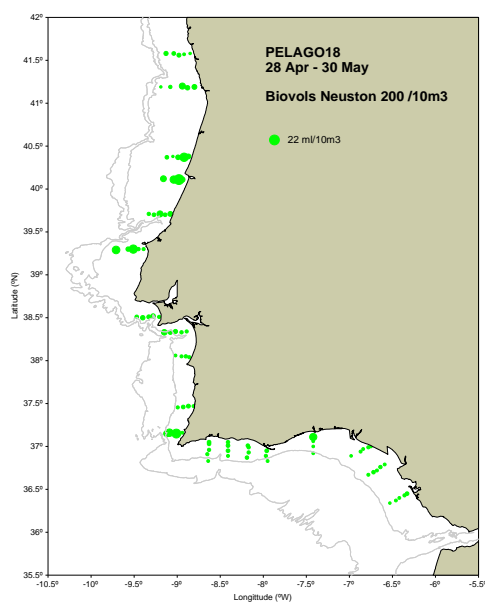 PELAGO18
28 Apr - 30 May
Biovols Neuston 200 /10m3
22 ml/10m3
42º
41.5º
41º
40.5º
40º
39.5º
39º
38.5º
38º
37.5º
37º
36.5º
36º
35.5º
Latitude (ºN)
-10.5º
-10º
-9.5º
-9º
-8.5º
-8º
-7.5º
-7º
-6.5º
-6º
-5.5º
Longtitude (ºW)